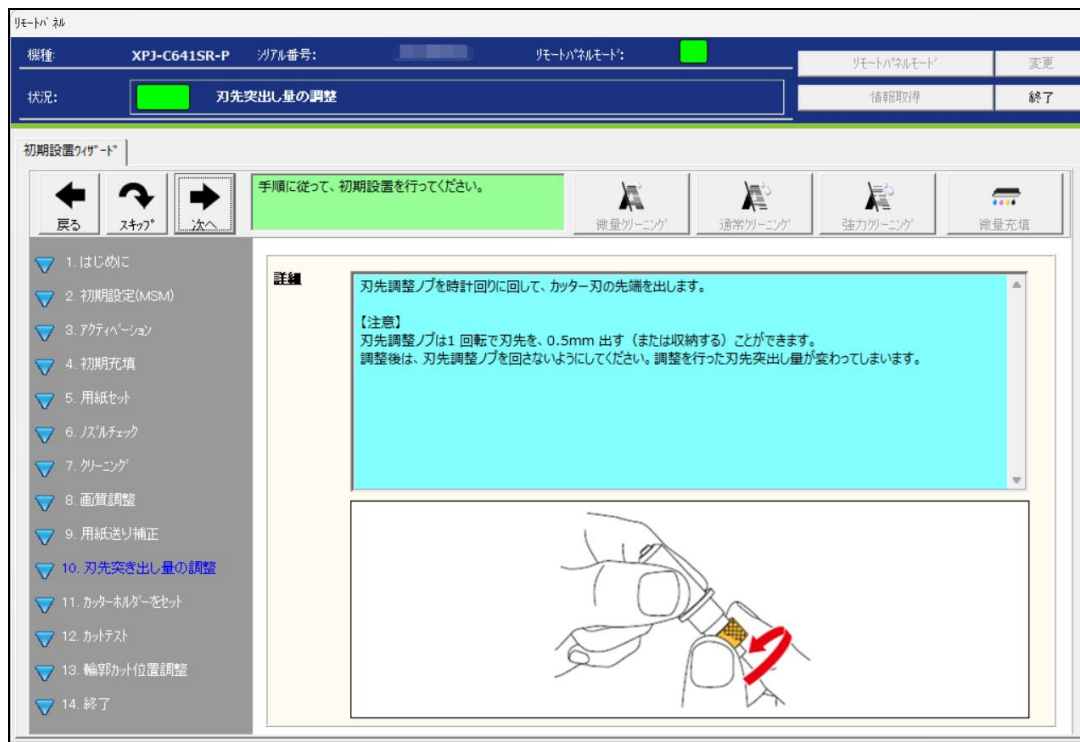 リモートパネル
機種: XPJ-C641SR-P シリアル番号: リモートパネルモード:
リモートパネルモード 変更
状況: 刃先突出し量の調整
情報取得 終了
初期設置ウィザード
手順に従って、初期設置を行ってください。
戻る スキップ 次へ 微量クリーニング 通常クリーニング 強力クリーニング 微量充填
1. はじめに
2. 初期設定(MSM)
3. アクティベーション
4. 初期充填
5. 用紙セット
6. ノズルチェック
7. クリーニング
8. 画質調整
9. 用紙送り補正
10. 刃先突き出し量の調整
11. カッターホルダーをセット
12. カットテスト
13. 輪郭カット位置調整
14. 終了
詳細
刃先調整ノブを時計回りに回して、カッター刃の先端を出します。
【注意】
刃先調整ノブは1 回転で刃先を、0.5mm 出す（または収納する）ことができます。
調整後は、刃先調整ノブを回さないようにしてください。調整を行った刃先突出し量が変わってしまいます。